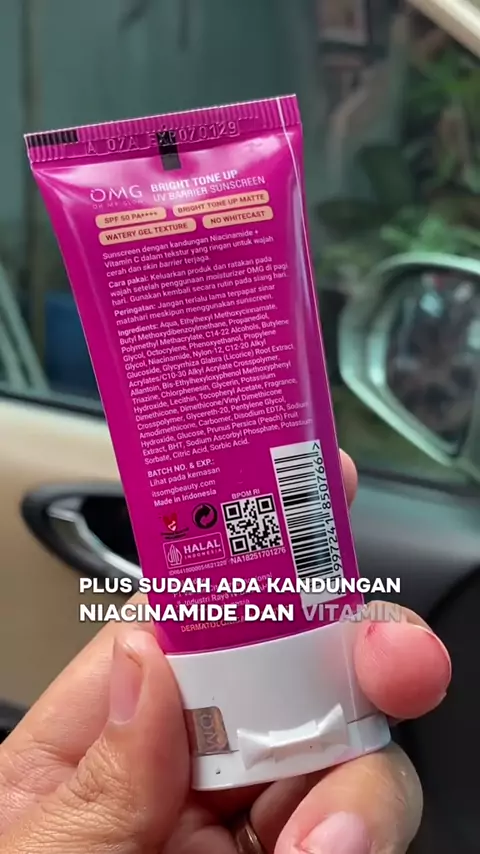 OMG
BRIGHT TONE UP
UV BARRIER SUNSCREEN
SPF 50 PA++++
BRIGHT TONE UP MATTE
WATERY GEL TEXTURE
NO WHITECAST
Sunscreen dengan kandungan Niacinamide +
Vitamin C dalam tekstur yang ringan untuk wajah
cerah dan skin barrier terjaga.
Cara pakai: Keluarkan produk dan ratakan pada
wajah setelah penggunaan moisturizer OMG di pagi
hari. Gunakan kembali secara rutin pada siang hari.
Peringatan: Jangan terlalu lama terpapar sinar
matahari meskipun menggunakan sunscreen.
Ingredients: Aqua, Ethylhexyl Methoxycinnamate,
Butyl Methoxydibenzoylmethane, Propanediol,
Polymethyl Methacrylate, C14-22 Alcohols, Butylene
Glycol, Octocrylene, Phenoxyethanol, Propylene
Glycol, Niacinamide, Nylon-12, C12-20 Alkyl
Glucoside, Glycyrrhiza Glabra (Licorice) Root Extract,
Acrylates/C10-30 Alkyl Acrylate Crosspolymer,
Allantoin, Bis-Ethylhexyloxyphenol Methoxyphenyl
Triazine, Chlorphenesin, Glycerin, Potassium
Hydroxide, Lecithin, Tocopheryl Acetate, Fragrance,
Dimethicone, Dimethicone/Vinyl Dimethicone
Crosspolymer, Glycereth-20, Pentylene Glycol,
Amodimethicone, Carbomer, Disodium EDTA, Sodium
Hydroxide, Glucose, Prunus Persica (Peach) Fruit
Extract, BHT, Sodium Ascorbyl Phosphate, Potassium
Sorbate, Citric Acid, Sorbic Acid.
BATCH NO. & EXP.:
Lihat pada kemasan
itsomgbeauty.com
Made in Indonesia
BPOM RI
NA18251701276
HALAL
INDONESIA
PLUS SUDAH ADA KANDUNGAN
NIACINAMIDE DAN VITAMIN